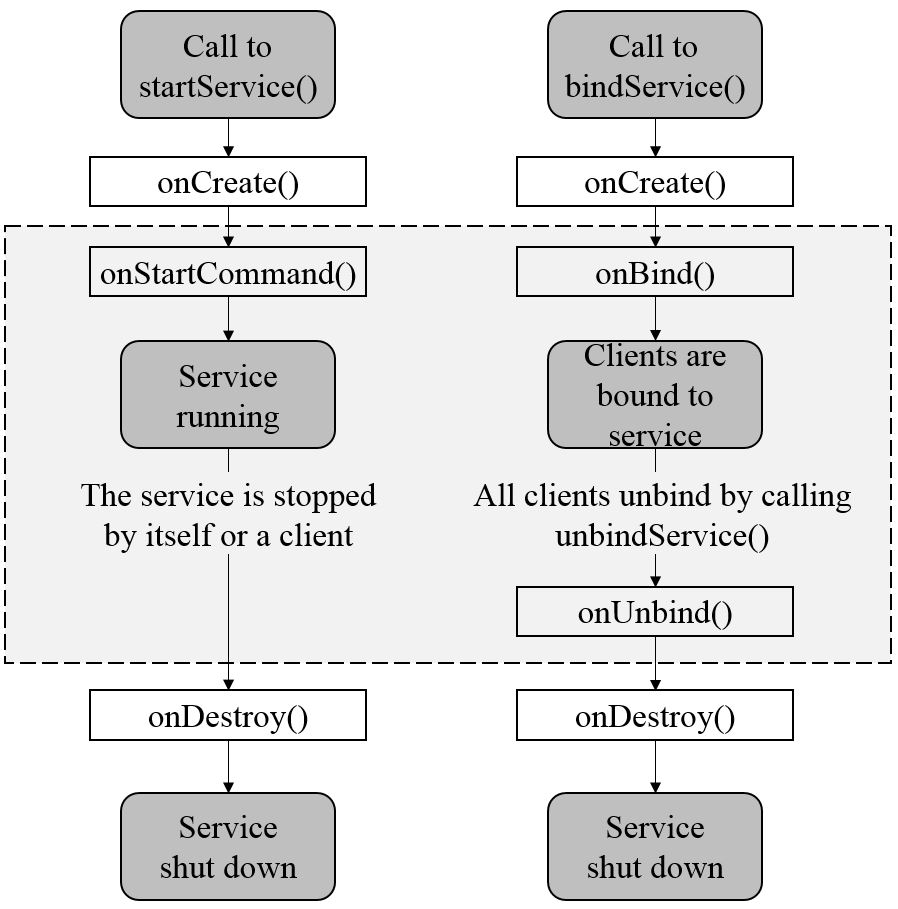 Call to
startService()
onCreate()
onStartCommand()
Service
running
The service is stopped
by itself or a client
onDestroy()
Service
shut down
Call to
bindService()
onCreate()
onBind()
Clients are
bound to
service
All clients unbind by calling
unbindService()
onUnbind()
onDestroy()
Service
shut down